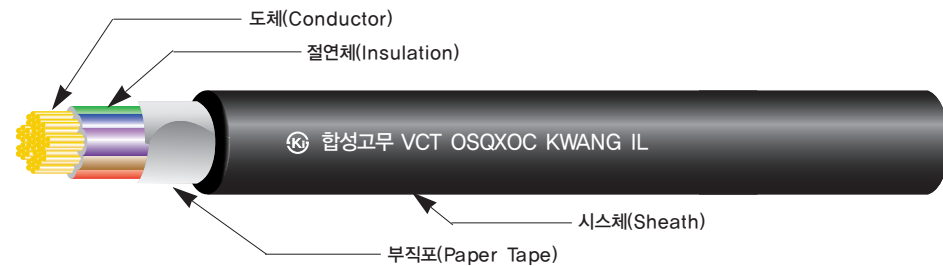 도체(Conductor)
절연체(Insulation)
합성고무 VCT OSQXOC KWANG IL
시스체(Sheath)
부직포(Paper Tape)